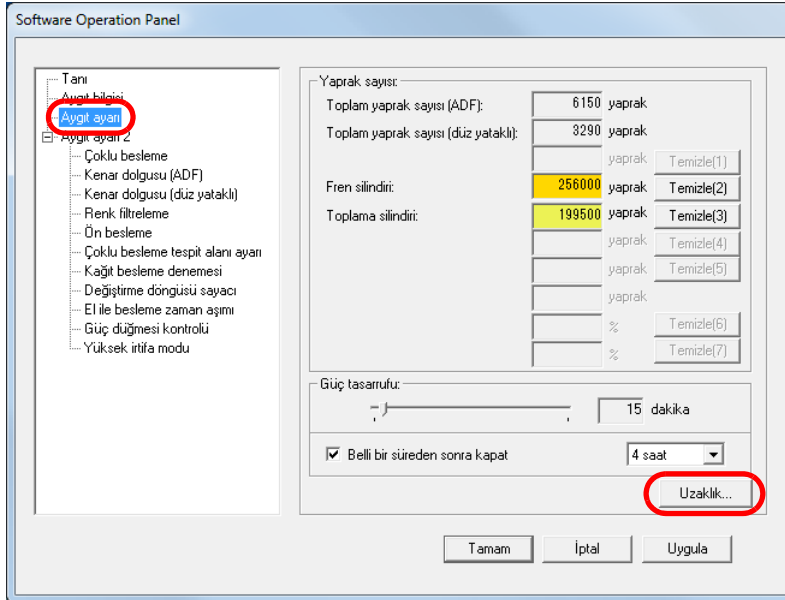 Software Operation Panel
Tanı
Aygıt bilgisi
Aygıt ayarı
Aygıt ayarı 2
Çoklu besleme
Kenar dolgusu (ADF)
Kenar dolgusu (düz yataklı)
Renk filtreleme
Ön besleme
Çoklu besleme tespit alanı ayarı
Kağıt besleme denemesi
Değiştirme döngüsü sayacı
El ile besleme zaman aşımı
Güç düğmesi kontrolü
Yüksek irtifa modu
Yaprak sayısı:
Toplam yaprak sayısı (ADF): 6150 yaprak
Toplam yaprak sayısı (düz yataklı): 3290 yaprak
yaprak Temizle(1)
Fren silindiri: 256000 yaprak Temizle(2)
Toplama silindiri: 199500 yaprak Temizle(3)
yaprak Temizle(4)
yaprak Temizle(5)
yaprak
% Temizle(6)
% Temizle(7)
Güç tasarrufu:
15 dakika
Belli bir süreden sonra kapat 4 saat
Uzaklık...
Tamam İptal Uygula